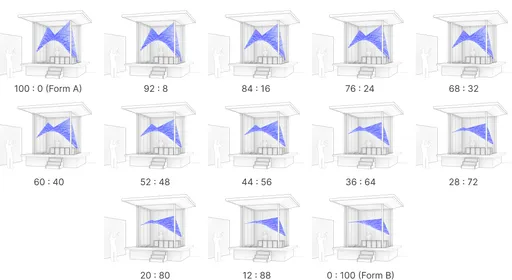 100 : 0 (Form A)
92 : 8
84 : 16
76 : 24
68 : 32
60 : 40
52 : 48
44 : 56
36 : 64
28 : 72
20 : 80
12 : 88
0 : 100 (Form B)